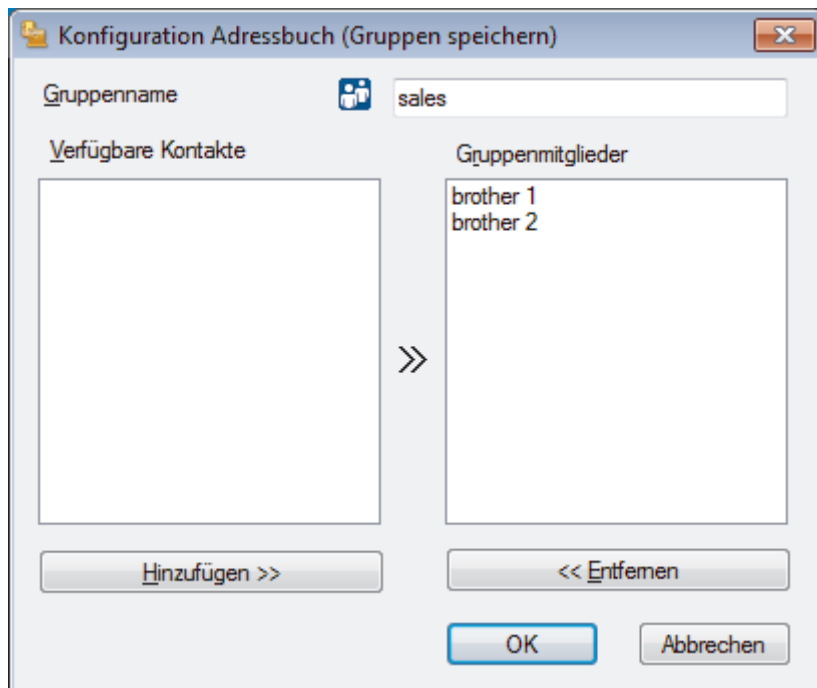 Konfiguration Adressbuch (Gruppen speichern)
Gruppenname
sales
Verfügbare Kontakte
Gruppenmitglieder
brother 1
brother 2
Hinzufügen >>
<< Entfernen
OK
Abbrechen